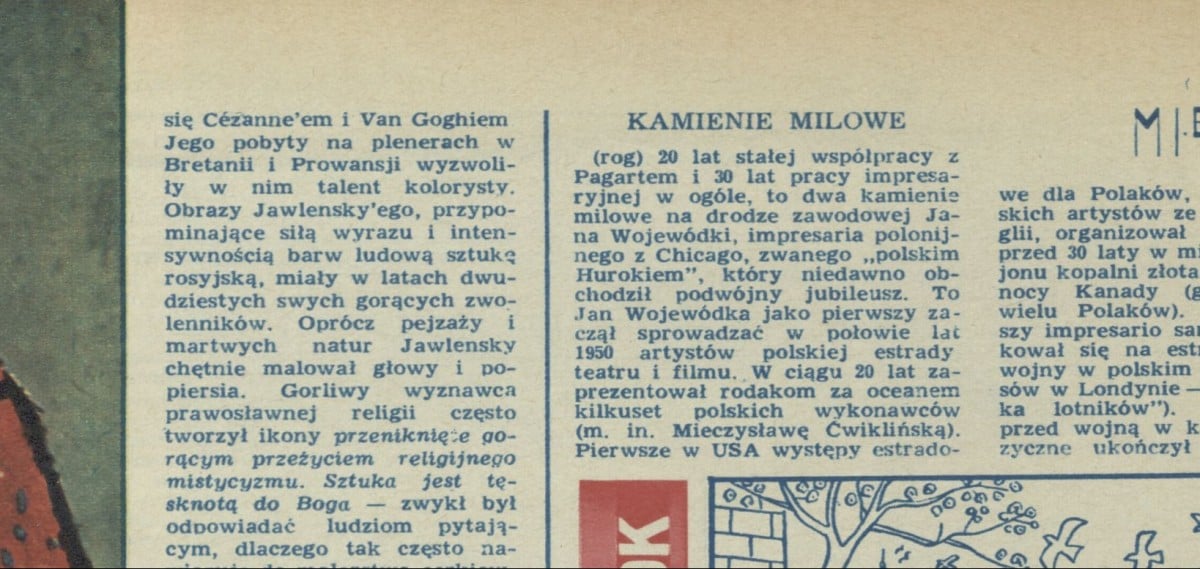 się Cézanne'em i Van Goghiem
Jego pobyty na plenerach w
Bretanii i Prowansji wyzwoli-
ły w nim talent kolorysty.
Obrazy Jawlensky'ego, przypo-
minające siłą wyrazu i inten-
sywnością barw ludową sztukę
rosyjską, miały w latach dwu-
dziestych swych gorących zwo-
lenników. Oprócz pejzaży i
martwych natur Jawlensky
chętnie malował głowy i po-
piersia. Gorliwy wyznawca
prawosławnej religii często
tworzył ikony przeniknięte go-
rącym przeżyciem religijnego
mistycyzmu. Sztuka jest tę-
sknotą do Boga — zwykł był
odpowiadać ludziom pytają-
cym, dlaczego tak często na-
KAMIENIE MILOWE
(rog) 20 lat stałej współpracy z
Pagartem i 30 lat pracy impresa-
ryjnej w ogóle, to dwa kamienie
milowe na drodze zawodowej Ja-
na Wojewódki, impresaria polonij-
nego z Chicago, zwanego „polskim
Hurokiem", który niedawno ob-
chodził podwójny jubileusz. To
Jan Wojewódka jako pierwszy za-
czął sprowadzać w połowie lat
1950 artystów polskiej estrady
teatru i filmu. W ciągu 20 lat za-
prezentował rodakom za oceanem
kilkuset polskich wykonawców
(m. in. Mieczysławę Ćwiklińską).
Pierwsze w USA występy estrado-
we dla Polaków,
skich artystów ze
glii, organizował
przed 30 laty w
jonu kopalni złota
nocy Kanady (g
wielu Polaków).
szy impresario
kował się na
wojny w polskim
sów w Londynie —
ka lotników").
przed wojną w k
zyczne ukończył
OK